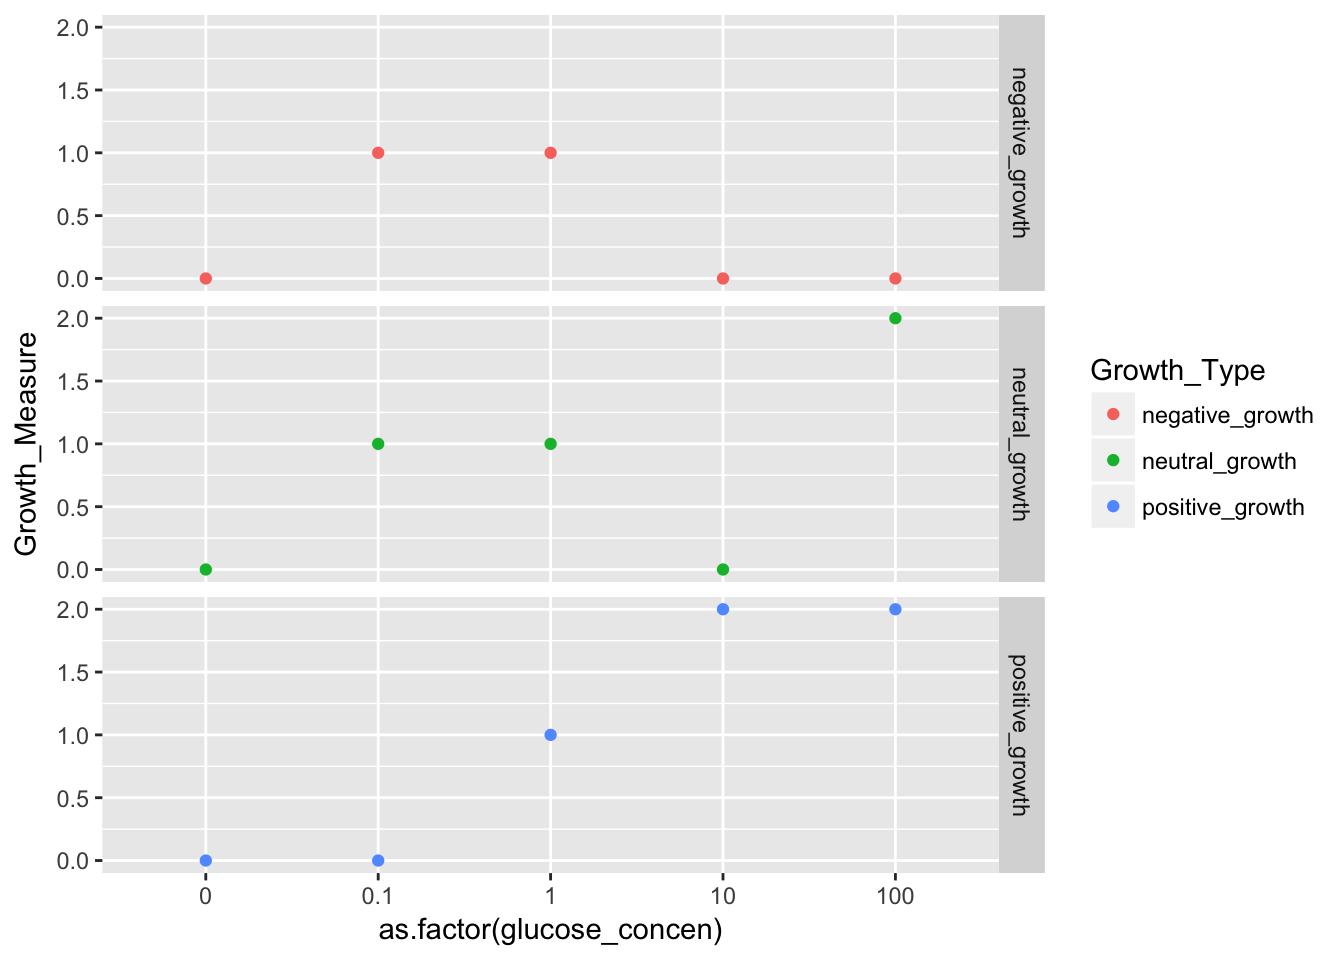 2.0
1.5
1.0
0.5
0.0
negative_growth
2.0
1.5
1.0
0.5
0.0
neutral_growth
2.0
1.5
1.0
0.5
0.0
positive_growth
Growth_Measure
0 0.1 1 10 100
as.factor(glucose_concen)
Growth_Type
negative_growth
neutral_growth
positive_growth